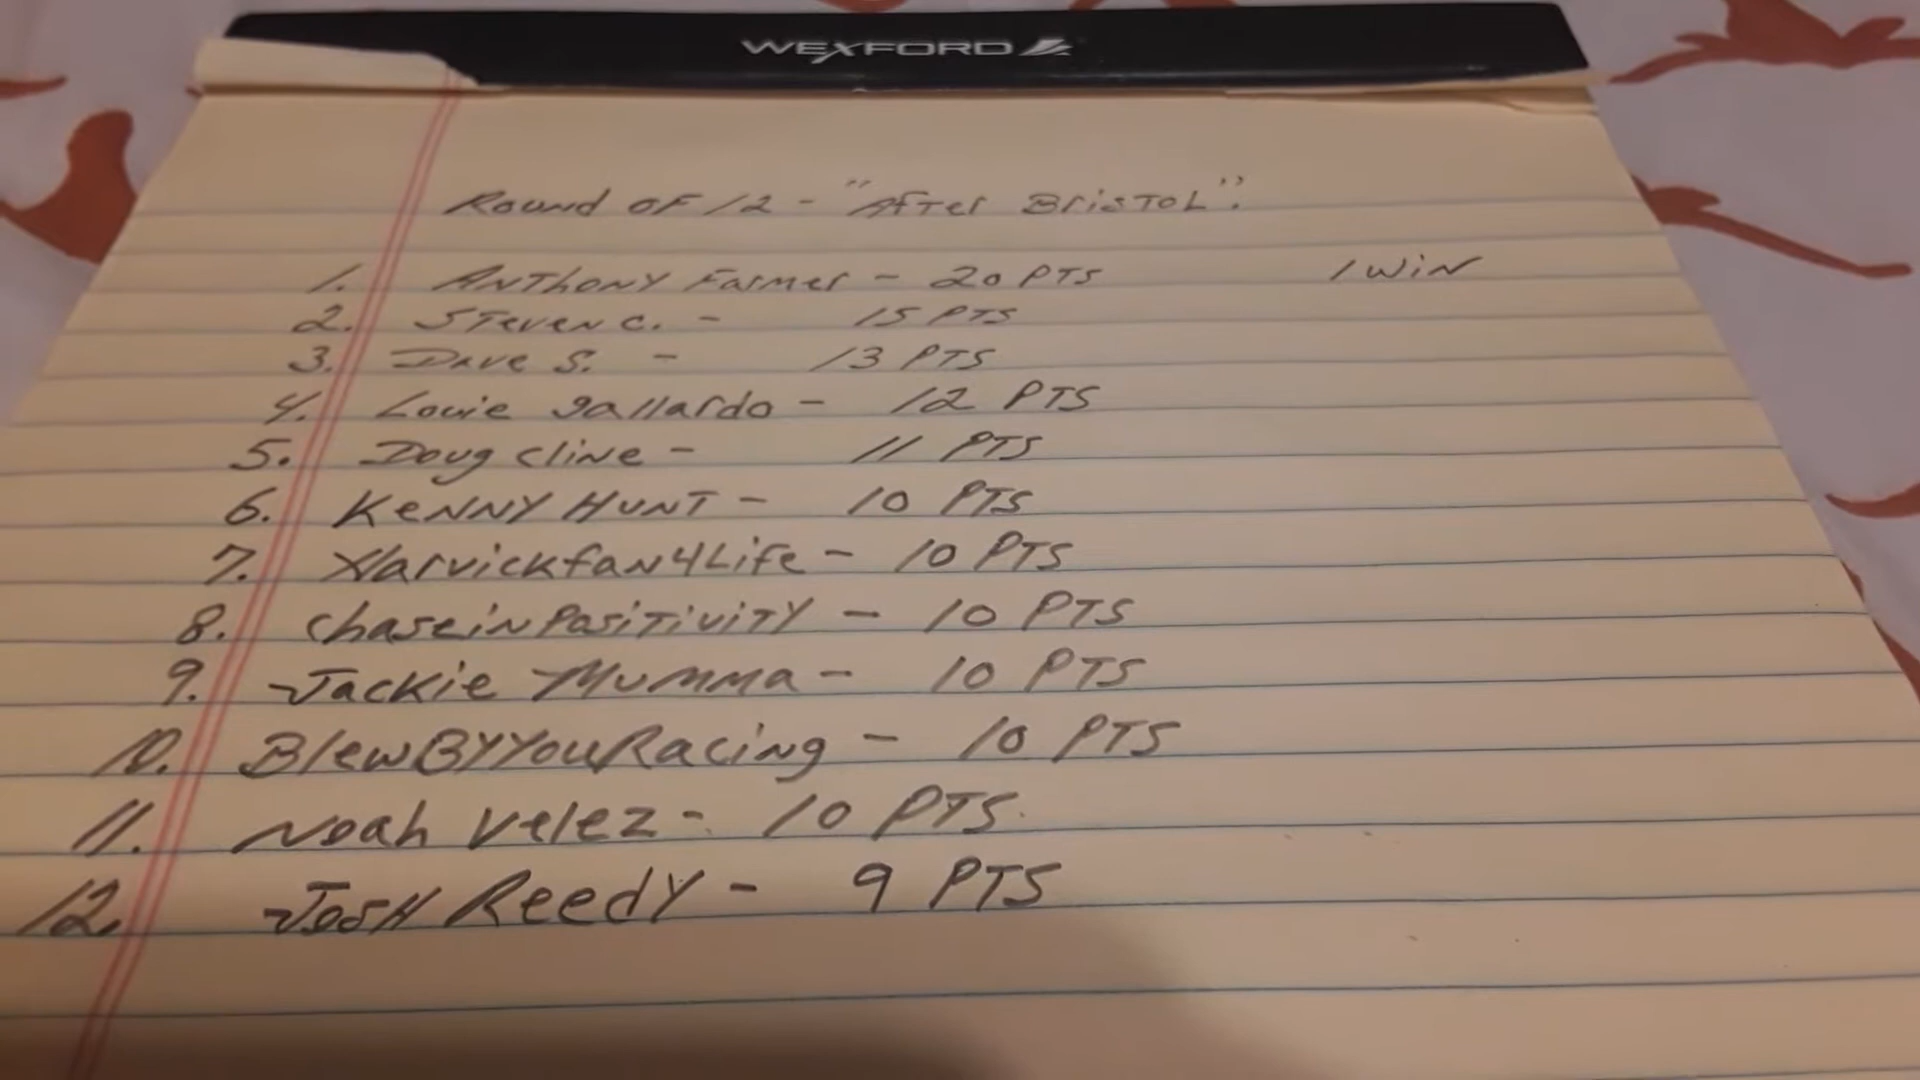 WEXFORD
Round OF 12 - "After Bristol".
1. Anthony Farmer - 20 PTS 1 WIN
2. Steven C. - 15 PTS
3. Dave S. - 13 PTS
4. Louie gallardo - 12 PTS
5. Doug Cline - 11 PTS
6. KENNY HUNT - 10 PTS
7. XHarvickfan4Life - 10 PTS
8. ChaseinPositivity - 10 PTS
9. Jackie Mumma - 10 PTS
10. BlewBYYouRacing - 10 PTS
11. Noah Velez - 10 PTS.
12. Josh Reedy - 9 PTS